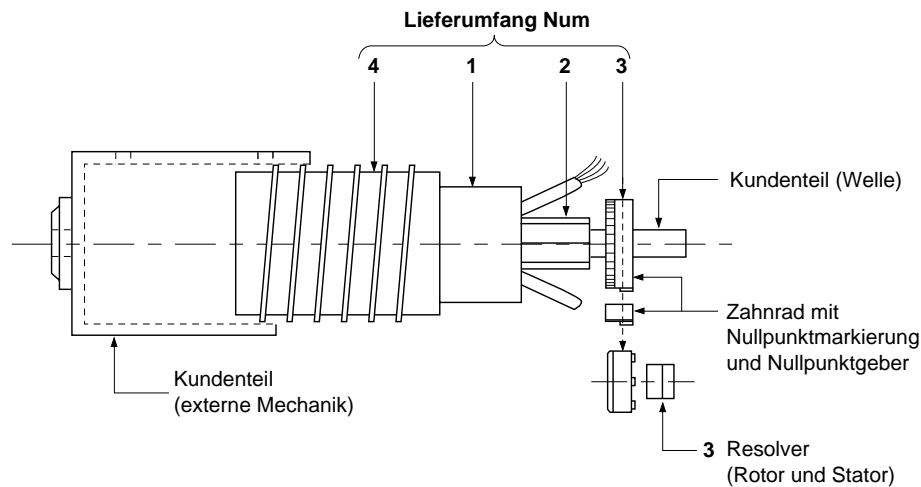 Lieferumfang Num
4 1 2 3
Kundenteil (Welle)
Zahnrad mit
Nullpunktmarkierung
und Nullpunktgeber
Kundenteil
(externe Mechanik)
3 Resolver
(Rotor und Stator)